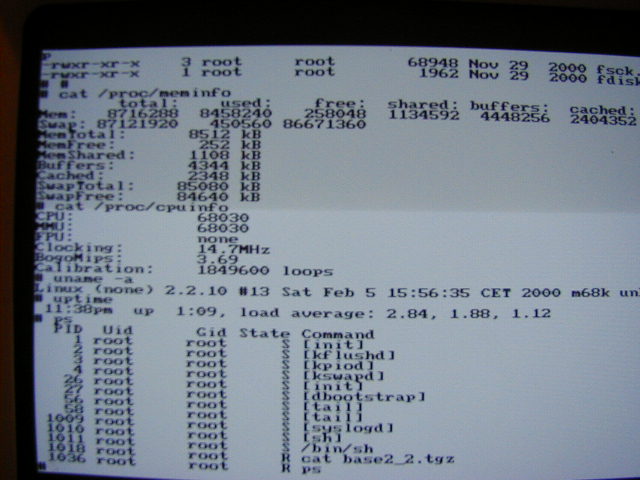 P
-rwxr-xr-x 3 root root 68948 Nov 29 2000 fsck.
-rwxr-xr-x 1 root root 1962 Nov 29 2000 fdis
# #
# cat /proc/meminfo
total: used: free: shared: buffers: cached:
Mem: 8716288 8458240 258048 1134592 4448256 2404352
Swap: 87121920 450560 86671360
MemTotal: 8512 kB
MemFree: 252 kB
MemShared: 1108 kB
Buffers: 4344 kB
Cached: 2348 kB
SwapTotal: 85080 kB
SwapFree: 84640 kB
# cat /proc/cpuinfo
CPU: 68030
MMU: 68030
FPU: none
Clocking: 14.7MHz
BogoMips: 3.69
Calibration: 1849600 loops
# uname -a
Linux (none) 2.2.10 #13 Sat Feb 5 15:56:35 CET 2000 m68k un
# uptime
11:38pm up 1:09, load average: 2.84, 1.88, 1.12
# ps
PID Uid Gid State Command
1 root root S [init]
2 root root S [kflushd]
3 root root S [kpiod]
4 root root S [kswapd]
26 root root S [init]
27 root root S [dbootstrap]
56 root root S [tail]
58 root root S [tail]
1009 root root S [syslogd]
1010 root root S [sh]
1011 root root S /bin/sh
1018 root root R cat base2_2.tgz
1036 root root R ps
#